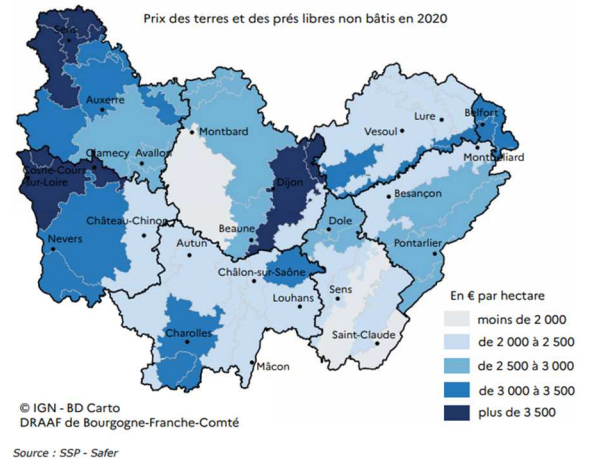 Prix des terres et des prés libres non bâtis en 2020
Sens
Auxerre
Belfort
Lure
Montbard
Vesoul
Clamecy
Avallon
Montbéliard
Cosne-Cours
-sur-Loire
Dijon
Besançon
Château-Chinon
Dole
Beaune
Nevers
Autun
Pontarlier
Châlon-sur-Saône
Louhans
Sens
Charolles
Saint-Claude
Mâcon
En € par hectare
moins de 2 000
de 2 000 à 2 500
de 2 500 à 3 000
de 3 000 à 3 500
plus de 3 500
© IGN - BD Carto
DRAAF de Bourgogne-Franche-Comté
Source : SSP - Safer